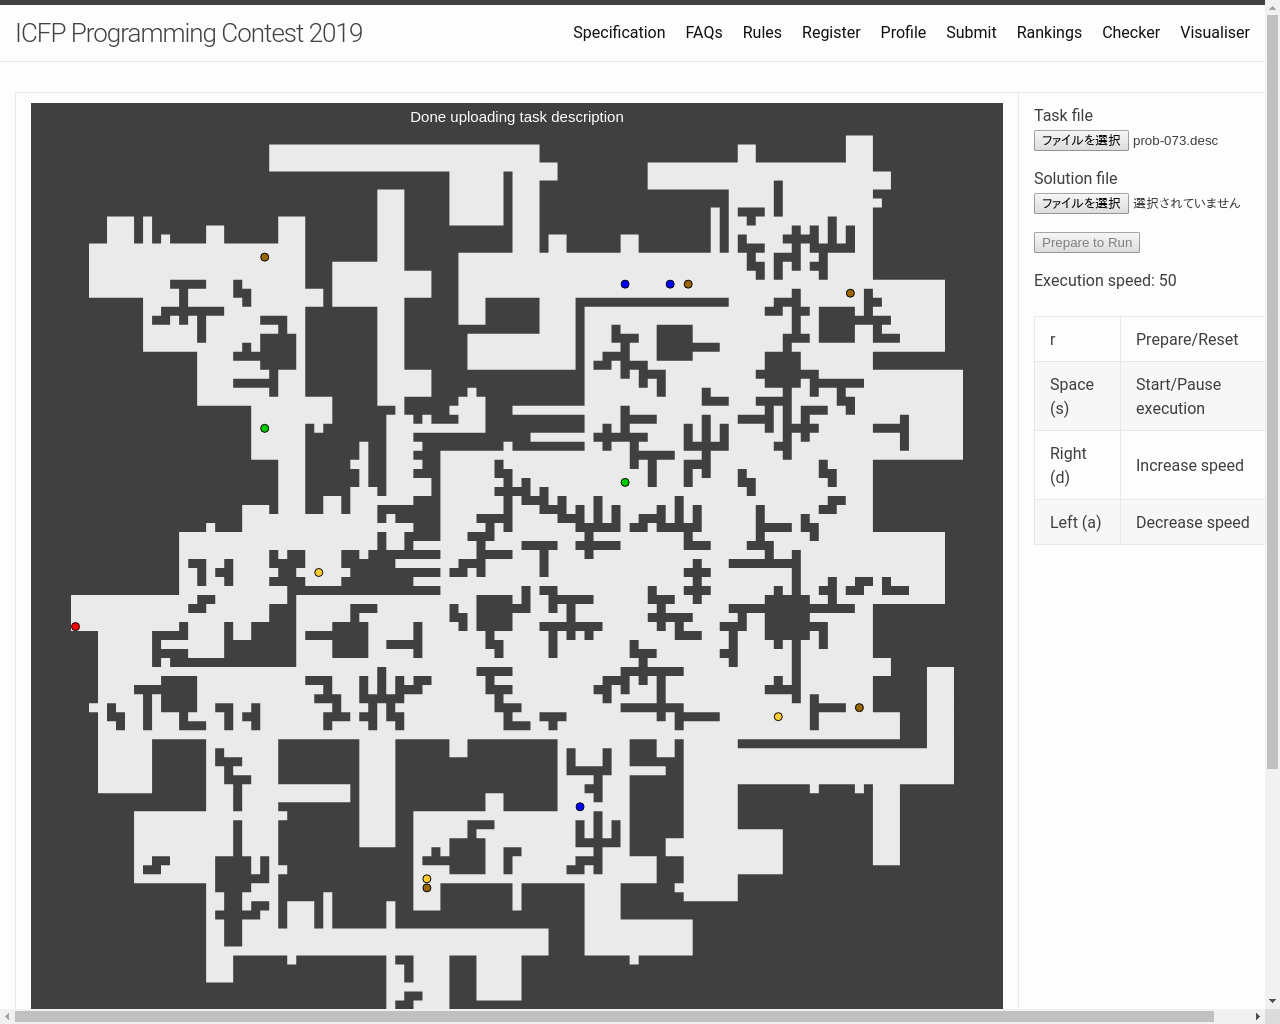 ICFP Programming Contest 2019
Specification FAQs Rules Register Profile Submit Rankings Checker Visualiser
Done uploading task description
Task file
ファイルを選択 prob-073.desc
Solution file
ファイルを選択 選択されていません
Prepare to Run
Execution speed: 50
r Prepare/Reset
Space (s) Start/Pause execution
Right (d) Increase speed
Left (a) Decrease speed